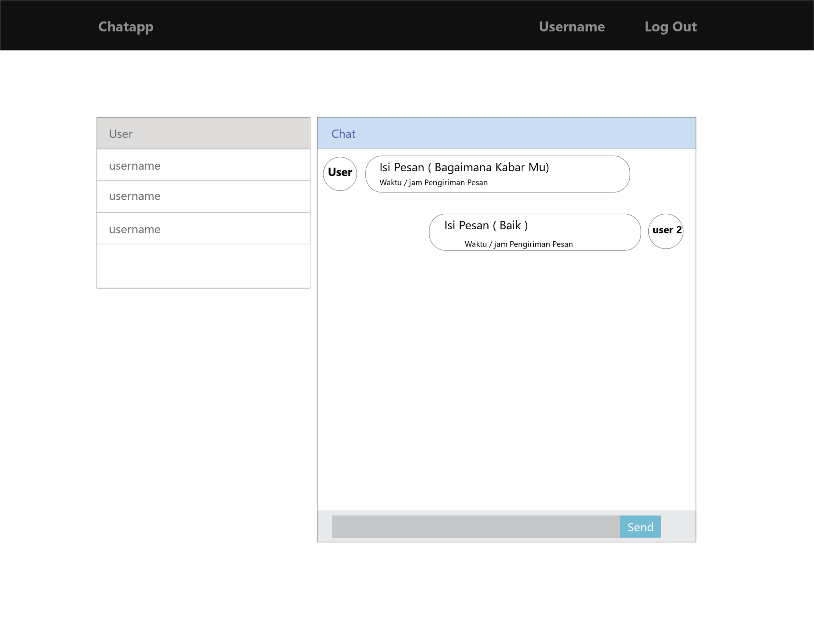 Chatapp
Username
Log Out
User
username
username
username
Chat
User
Isi Pesan ( Bagaimana Kabar Mu)
Waktu / jam Pengiriman Pesan
Isi Pesan ( Baik )
Waktu / jam Pengiriman Pesan
user 2
Send